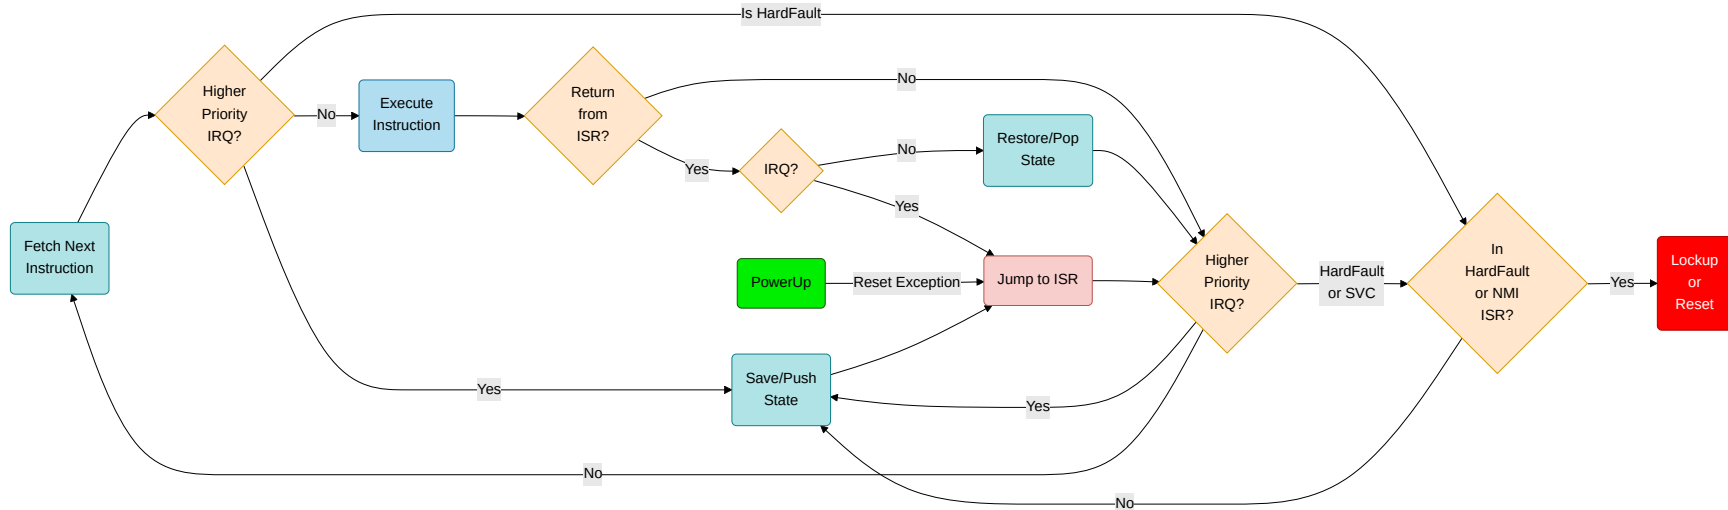 Is HardFault
Higher
Priority
IRQ?
No
Execute
Instruction
Return
from
ISR?
No
Yes
IRQ?
No
Restore/Pop
State
Yes
Fetch Next
Instruction
PowerUp
Reset Exception
Jump to ISR
Higher
Priority
IRQ?
HardFault
or SVC
In
HardFault
or NMI
ISR?
Yes
Lockup
or
Reset
Yes
Save/Push
State
Yes
No
No